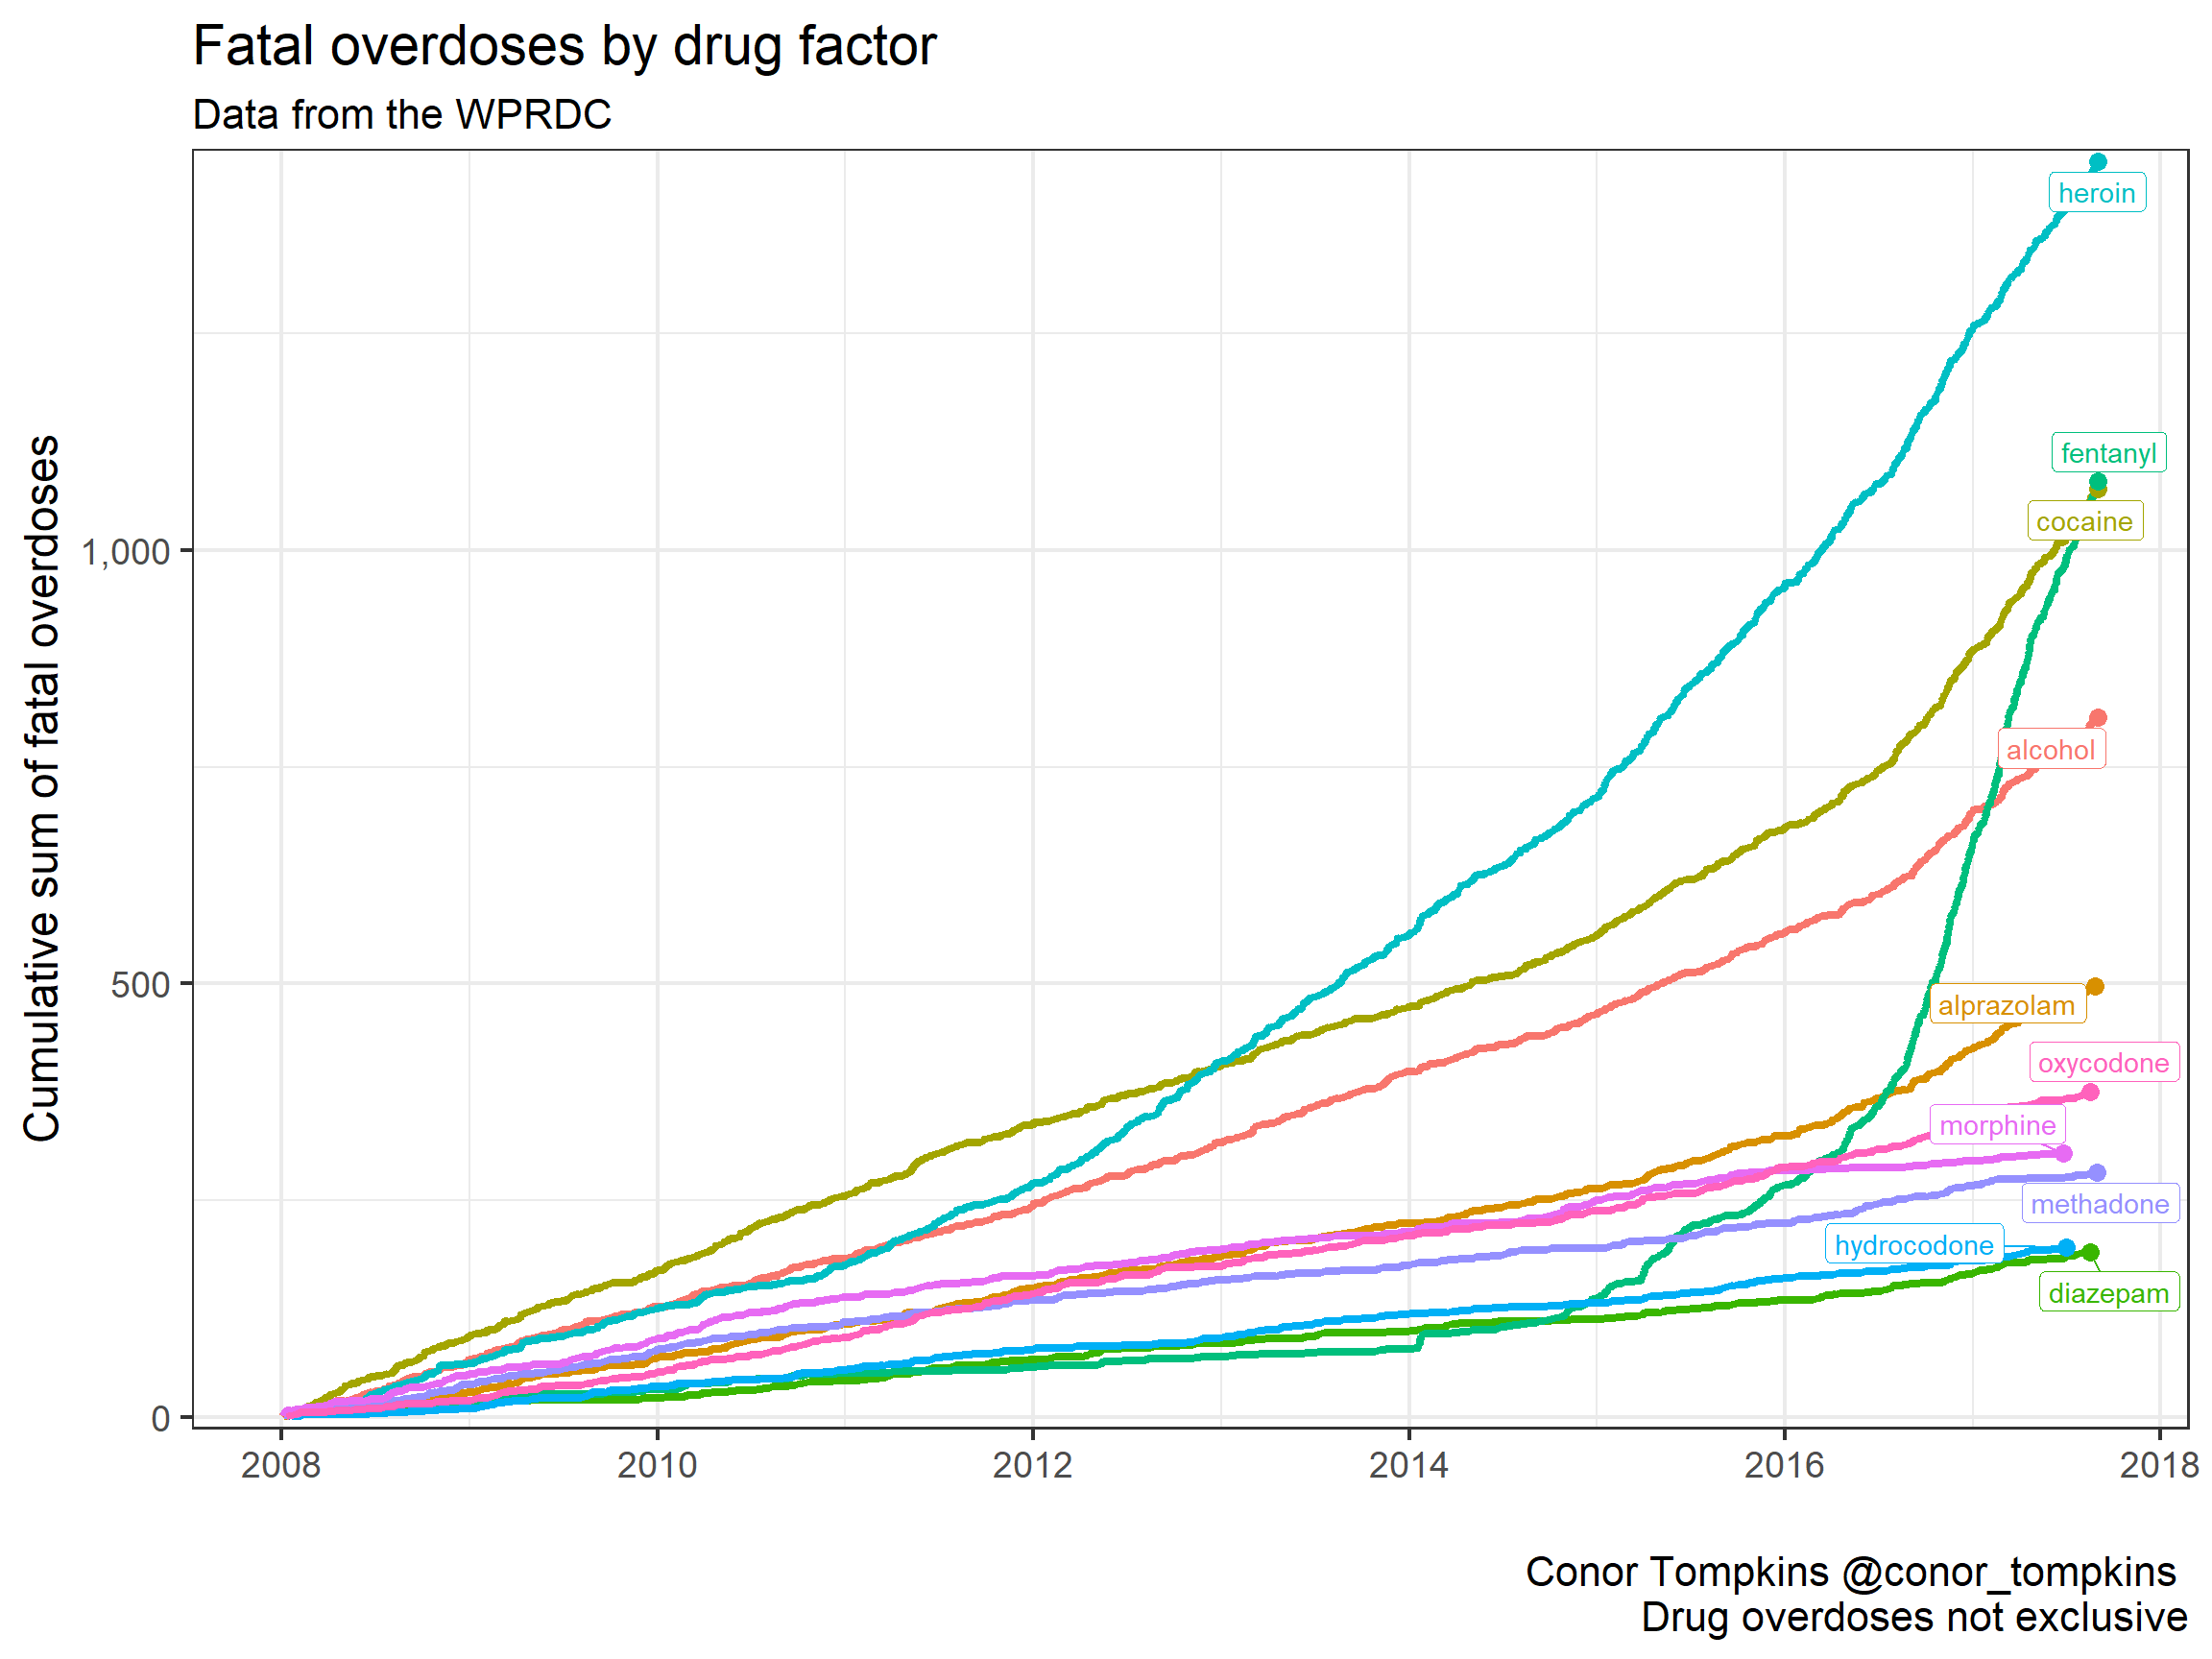 Fatal overdoses by drug factor
Data from the WPRDC
Cumulative sum of fatal overdoses
1,000
500
0
heroin
fentanyl
cocaine
alcohol
alprazolam
oxycodone
morphine
methadone
hydrocodone
diazepam
2008
2010
2012
2014
2016
2018
Conor Tompkins @conor_tompkins
Drug overdoses not exclusive